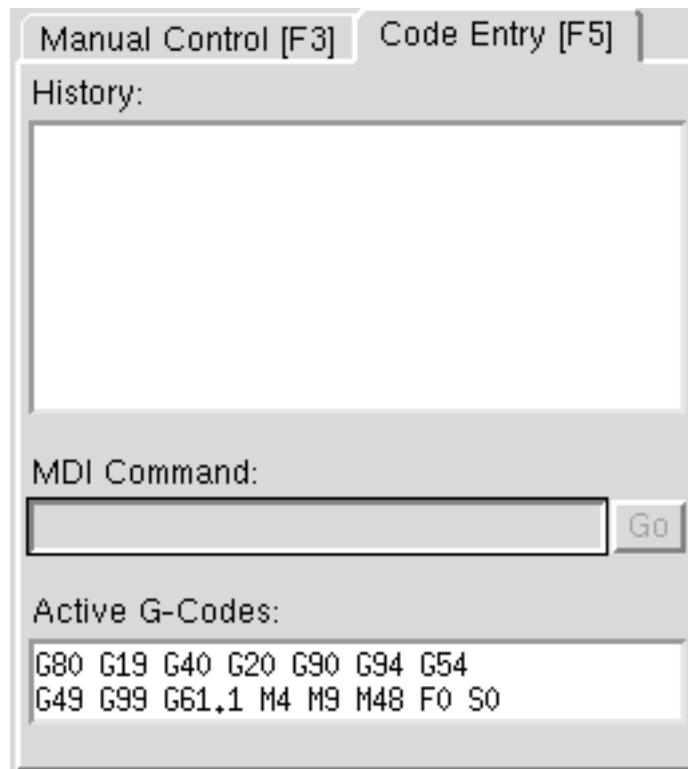 Manual Control [F3] Code Entry [F5]
History:
MDI Command:
Go
Active G-Codes:
G80 G19 G40 G20 G90 G94 G54
G49 G99 G61.1 M4 M9 M48 F0 S0